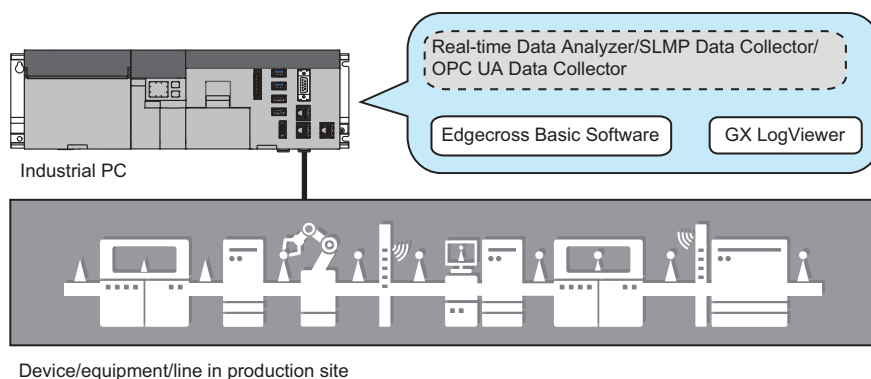 Real-time Data Analyzer/SLMP Data Collector/
OPC UA Data Collector
Edgecross Basic Software
GX LogViewer
Industrial PC
Device/equipment/line in production site